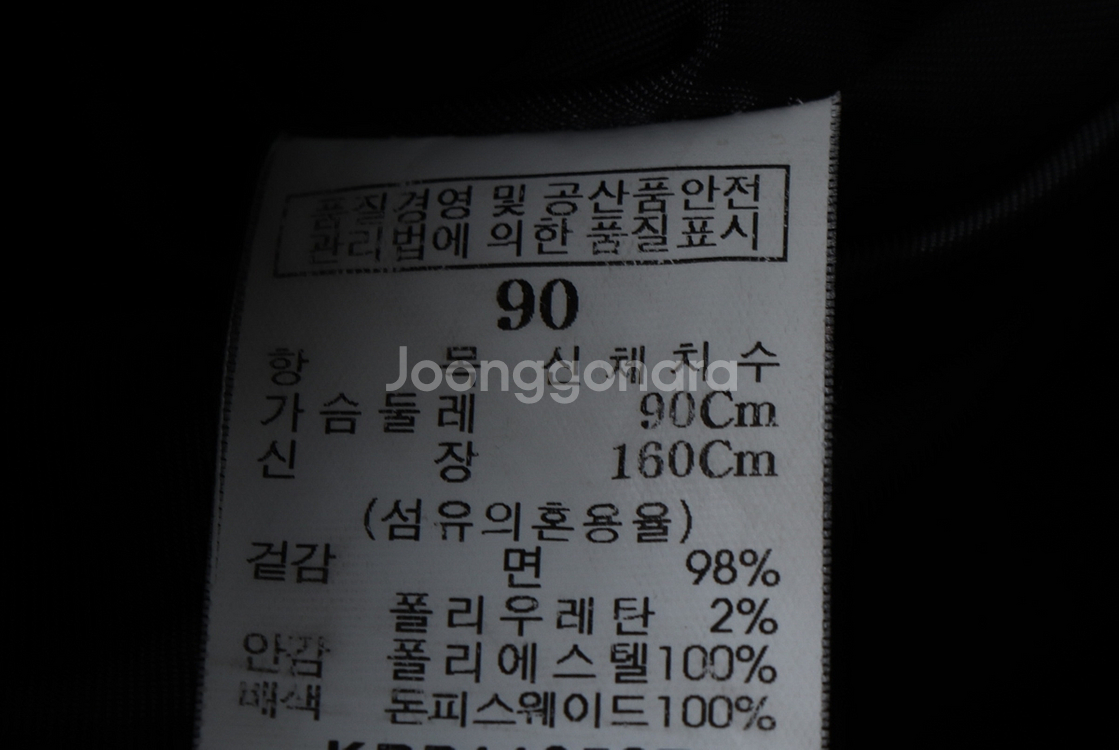 품질경영 및 공산품안전
관리법에 의한 품질표시
90
항 목 신체치수
Joonggonara
가슴둘레 90Cm
신 장 160Cm
(섬유의혼용율)
겉감 면 98%
폴리우레탄 2%
안감 폴리에스텔100%
배색 돈피스웨이드100%